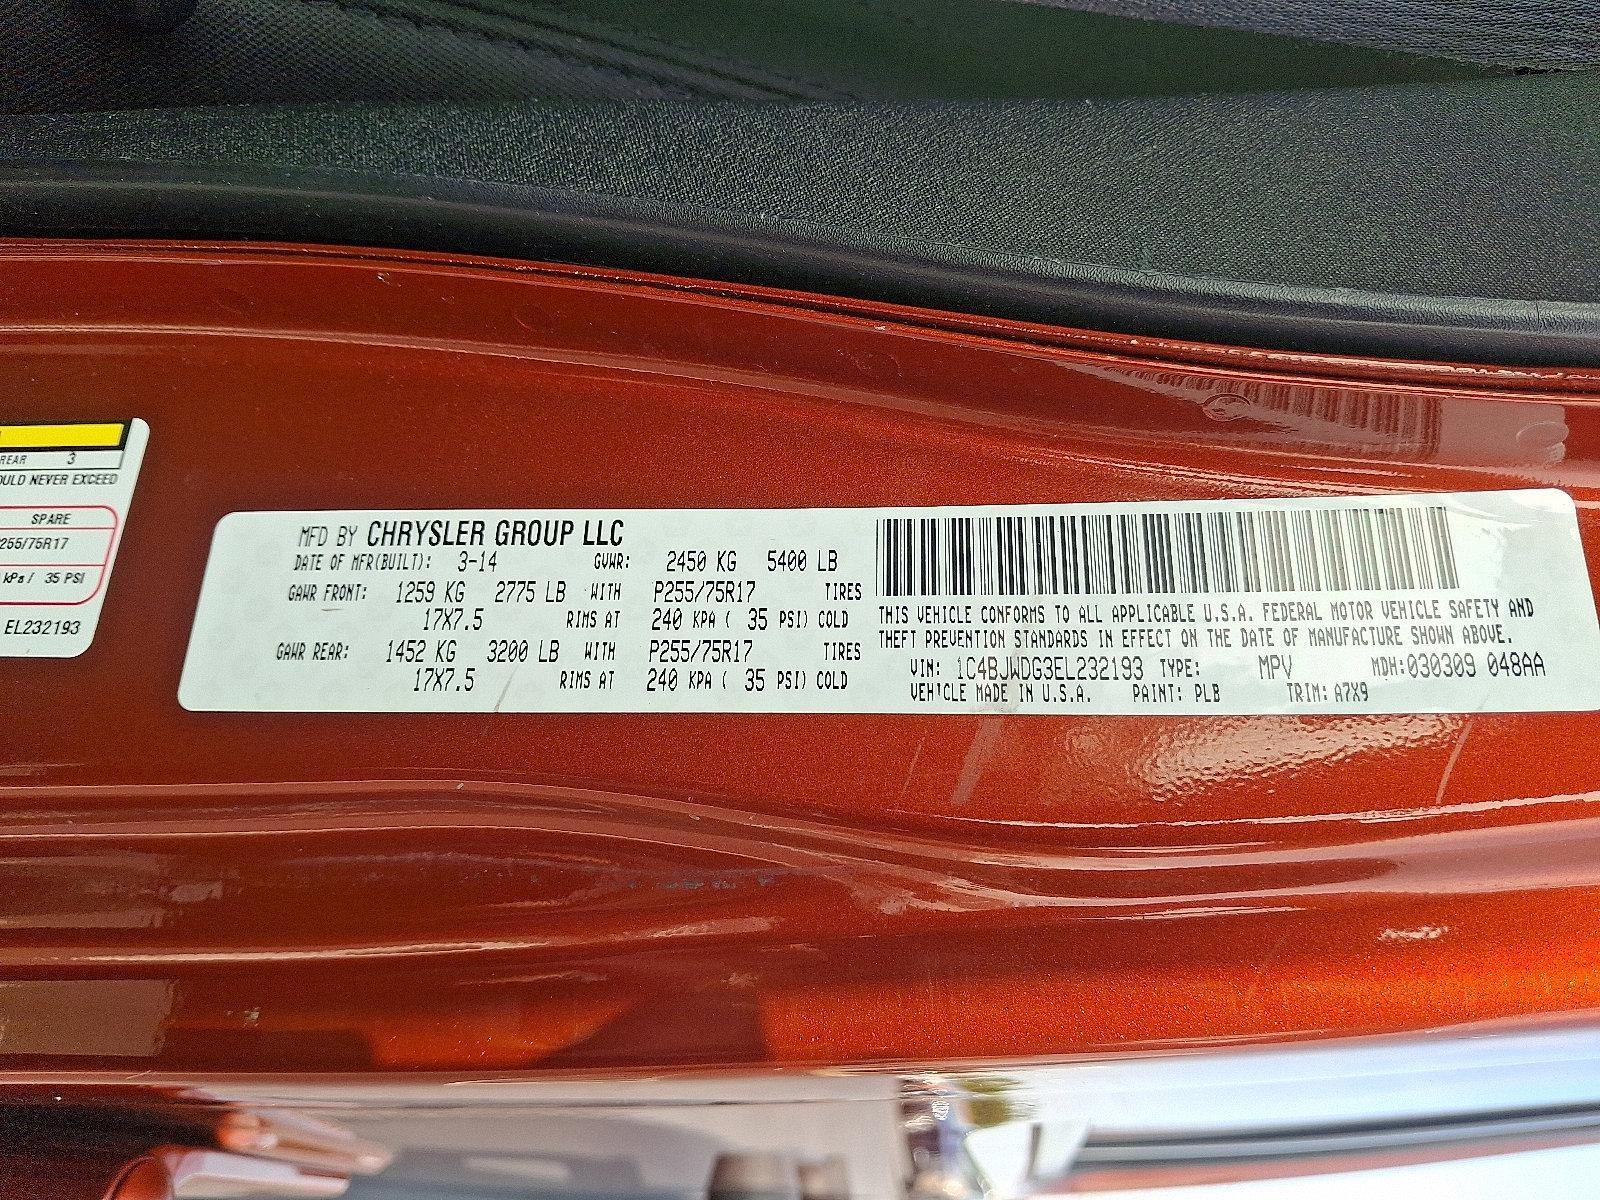 REAR 3
OULD NEVER EXCEED
SPARE
255/75R17
kPa / 35 PSI
EL232193
MFD BY CHRYSLER GROUP LLC
DATE OF MFR(BUILT): 3-14 GVWR: 2450 KG 5400 LB
GAWR FRONT: 1259 KG 2775 LB WITH P255/75R17 TIRES
17X7.5 RIMS AT 240 KPA ( 35 PSI) COLD
GAWR REAR: 1452 KG 3200 LB WITH P255/75R17 TIRES
17X7.5 RIMS AT 240 KPA ( 35 PSI) COLD
THIS VEHICLE CONFORMS TO ALL APPLICABLE U.S.A. FEDERAL MOTOR VEHICLE SAFETY AND
THEFT PREVENTION STANDARDS IN EFFECT ON THE DATE OF MANUFACTURE SHOWN ABOVE.
VIN: 1C4BJWDG3EL232193 TYPE: MPV MDH:030309 048AA
VEHICLE MADE IN U.S.A. PAINT: PLB TRIM: A7X9